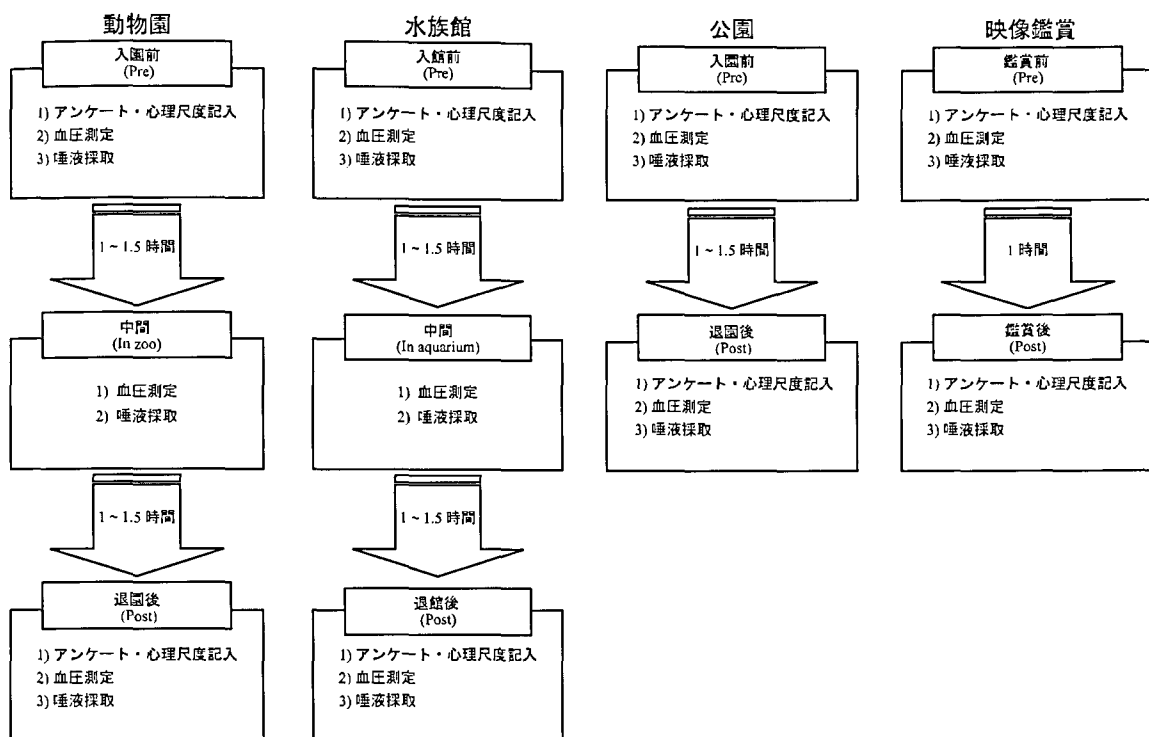 動物園
入園前
(Pre)
1) アンケート・心理尺度記入
2) 血圧測定
3) 唾液採取
1 ~ 1.5 時間
中間
(In zoo)
1) 血圧測定
2) 唾液採取
1 ~ 1.5 時間
退園後
(Post)
1) アンケート・心理尺度記入
2) 血圧測定
3) 唾液採取
水族館
入館前
(Pre)
1) アンケート・心理尺度記入
2) 血圧測定
3) 唾液採取
1 ~ 1.5 時間
中間
(In aquarium)
1) 血圧測定
2) 唾液採取
1 ~ 1.5 時間
退館後
(Post)
1) アンケート・心理尺度記入
2) 血圧測定
3) 唾液採取
公園
入園前
(Pre)
1) アンケート・心理尺度記入
2) 血圧測定
3) 唾液採取
1 ~ 1.5 時間
退園後
(Post)
1) アンケート・心理尺度記入
2) 血圧測定
3) 唾液採取
映像鑑賞
鑑賞前
(Pre)
1) アンケート・心理尺度記入
2) 血圧測定
3) 唾液採取
1 時間
鑑賞後
(Post)
1) アンケート・心理尺度記入
2) 血圧測定
3) 唾液採取